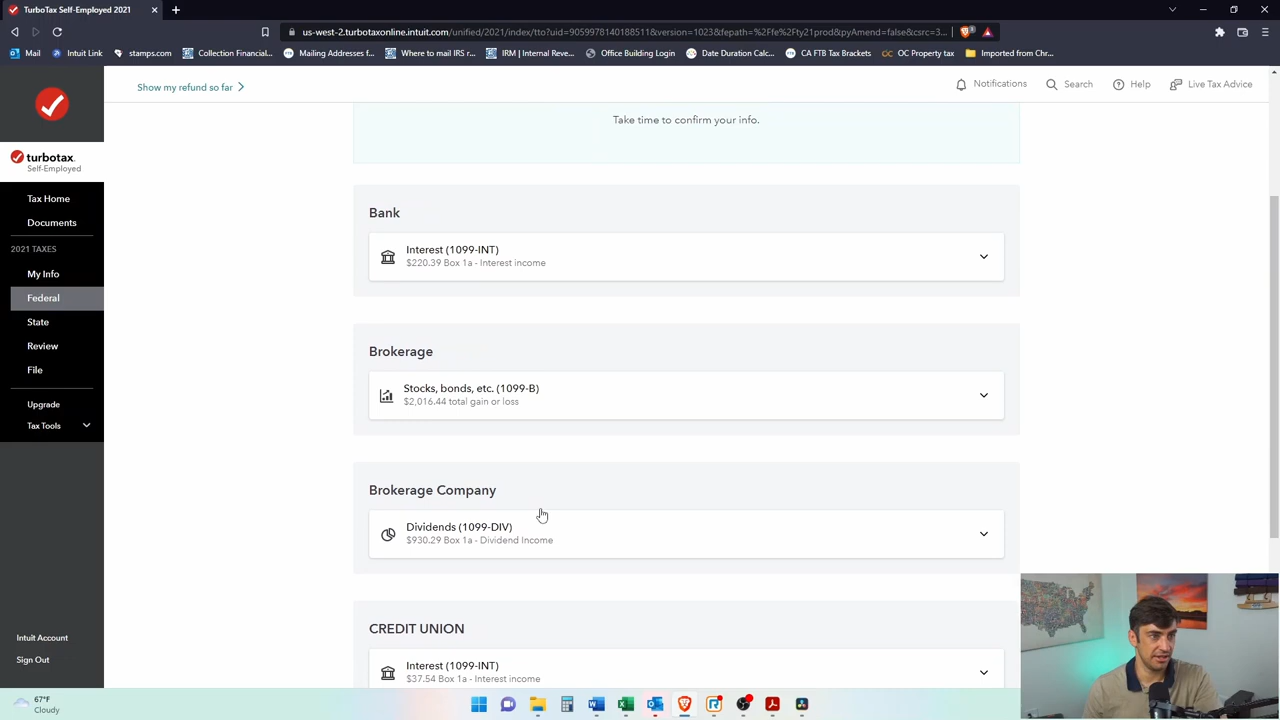 TurboTax Self-Employed 2021
us-west-2.turbotaxonline.intuit.com/unified/2021/index/tto?uid=9059978140188511&version=1023&fepath=%2Ffe%2Fty21prod&pyAmend=false&csrc=3...
Mail
Intuit Link
stamps.com
Collection Financial...
Mailing Addresses f...
Where to mail IRS r...
IRM | Internal Reve...
Office Building Login
Date Duration Calc...
CA FTB Tax Brackets
OC Property tax
Imported from Chr...
Show my refund so far
Notifications
Search
Help
Live Tax Advice
turbotax
Self-Employed
Tax Home
Documents
2021 TAXES
My Info
Federal
State
Review
File
Upgrade
Tax Tools
Intuit Account
Sign Out
Take time to confirm your info.
Bank
Interest (1099-INT)
$220.39 Box 1a - Interest income
Brokerage
Stocks, bonds, etc. (1099-B)
$2,016.44 total gain or loss
Brokerage Company
Dividends (1099-DIV)
$930.29 Box 1a - Dividend Income
CREDIT UNION
Interest (1099-INT)
$37.54 Box 1a - Interest income
67°F
Cloudy